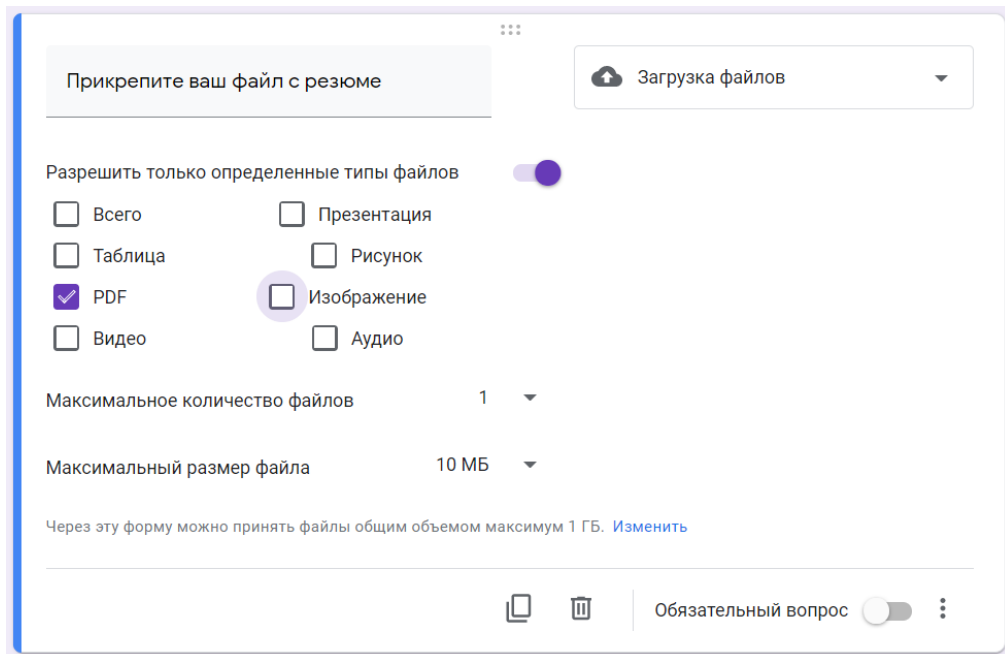 Прикрепите ваш файл с резюме
Загрузка файлов
Разрешить только определенные типы файлов
Всего Презентация
Таблица Рисунок
PDF Изображение
Видео Аудио
Максимальное количество файлов 1
Максимальный размер файла 10 МБ
Через эту форму можно принять файлы общим объемом максимум 1 ГБ. Изменить
Обязательный вопрос